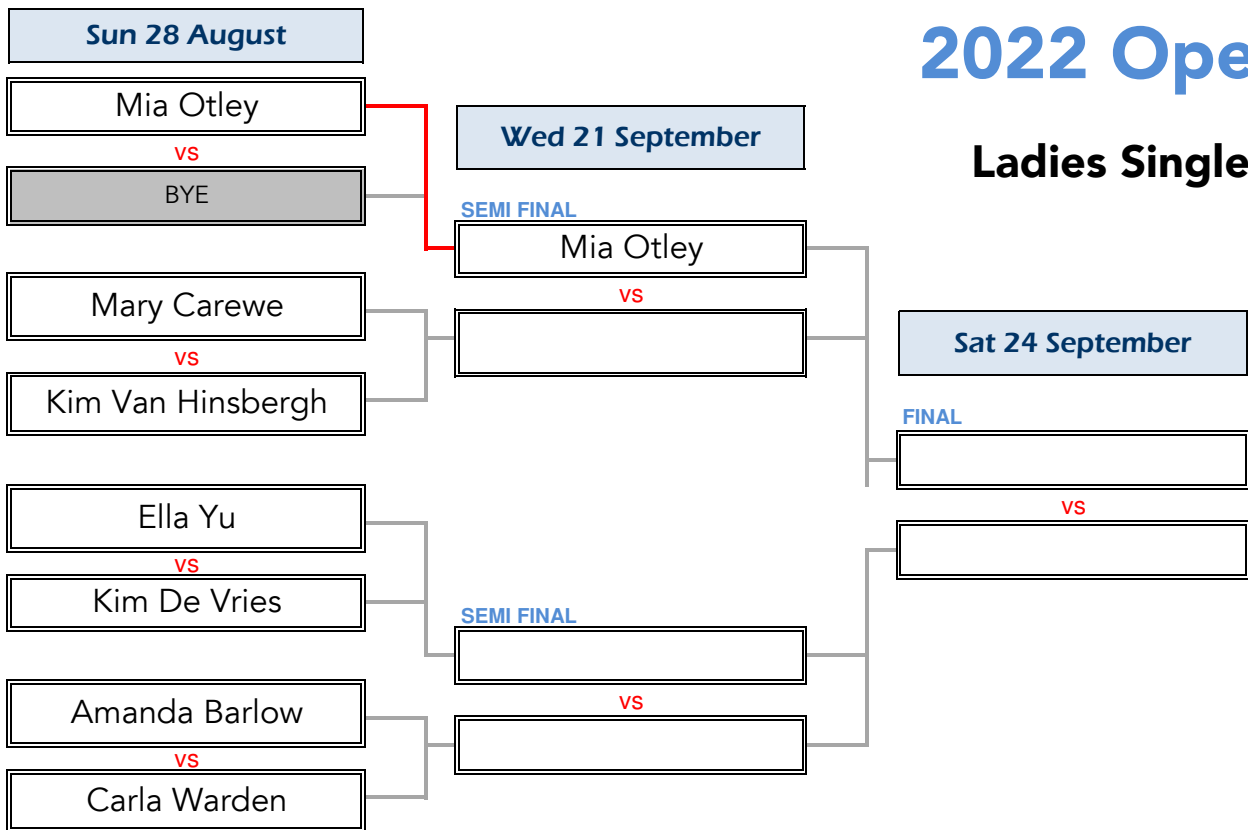 Sun 28 August
2022 Ope
Ladies Single
Mia Otley
vs
BYE
Mary Carewe
vs
Kim Van Hinsbergh
Ella Yu
vs
Kim De Vries
Amanda Barlow
vs
Carla Warden
Wed 21 September
SEMI FINAL
Mia Otley
vs
SEMI FINAL
vs
Sat 24 September
FINAL
vs